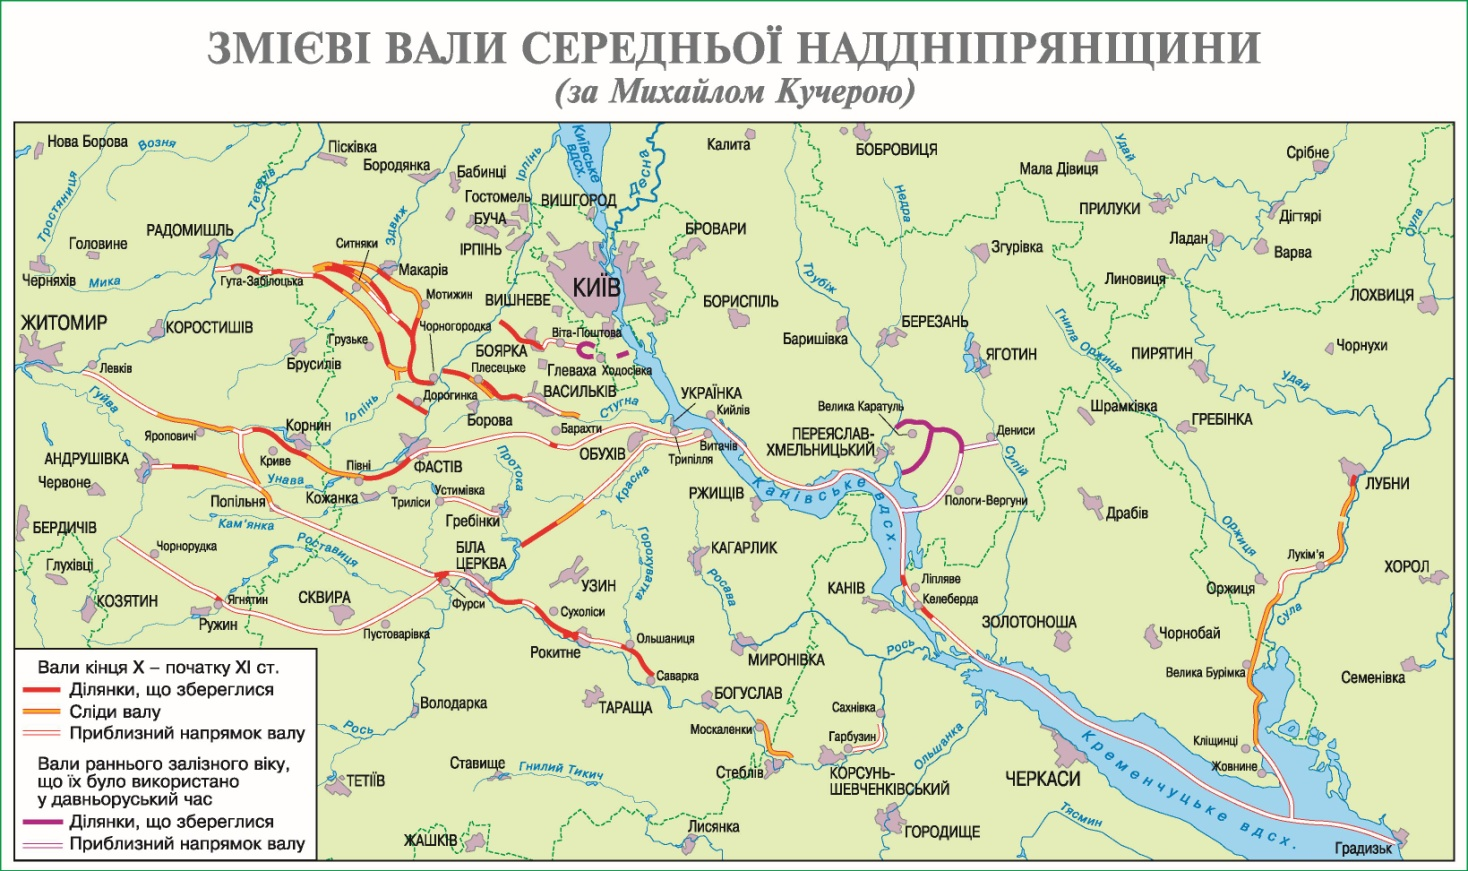 ЗМІЄВІ ВАЛИ СЕРЕДНЬОЇ НАДДНІПРЯНЩИНИ
(за Михайлом Кучерою)
Нова Борова
Возня
Пісківка
Бородянка
Бабинці
Ірпінь
Київське
вдсх.
Десна
Калита
БОБРОВИЦЯ
Удай
Мала Дівиця
Срібне
Тростяниця
Тетерів
Здвиж
Гостомель
ВИШГОРОД
БУЧА
ІРПІНЬ
БРОВАРИ
Недра
ПРИЛУКИ
Дігтярі
Оула
РАДОМИШЛЬ
Головине
Черняхів
Мика
Ситняки
Макарів
Гута-Забілоцька
Мотижин
ВИШНЕВЕ
КИЇВ
Трубіж
Згурівка
Ладан
Варва
Линовиця
ЛОХВИЦЯ
БОРИСПІЛЬ
ЖИТОМИР
КОРОСТИШІВ
Чорногородка
Грузьке
Віта-Поштова
БОЯРКА
Баришівка
БЕРЕЗАНЬ
Гнила Оржиця
ЯГОТИН
ПИРЯТИН
Чорнухи
Левків
Брусилів
Плесецьке
Глеваха
Ходосівка
ВАСИЛЬКІВ
Удай
Гуйва
Ірпінь
Дорогинка
Борова
Стугна
УКРАЇНКА
Кийлів
Велика Каратуль
Шрамківка
ГРЕБІНКА
Яроповичі
Корнин
Барахти
ПЕРЕЯСЛАВ-
ХМЕЛЬНИЦЬКИЙ
Дениси
АНДРУШІВКА
Криве
Півні
ФАСТІВ
ОБУХІВ
Трипілля
Витачів
Супій
Червоне
Унава
Кожанка
Триліси
Устимівка
Протока
Красна
РЖИЩІВ
Канівське вдсх.
Пологи-Вергуни
ЛУБНИ
Попільня
Кам'янка
Гребінки
Драбів
Оржиця
БЕРДИЧІВ
Чорнорудка
Роставиця
БІЛА
ЦЕРКВА
Горохуватка
КАГАРЛИК
Лукім'я
ХОРОЛ
Глухівці
КОЗЯТИН
Ягнятин
Ружин
СКВИРА
Пустоварівка
Фурси
УЗИН
Сухоліси
Росава
КАНІВ
Ліпляве
Келеберда
Оржиця
Сула
ЗОЛОТОНОША
Чорнобай
Рокитне
Ольшаниця
Саварка
МИРОНІВКА
Рось
Велика Бурімка
Семенівка
Вали кінця X – початку XI ст.
Ділянки, що збереглися
Сліди валу
Приблизний напрямок валу
Вали раннього залізного віку,
що їх було використано
у давньоруський час
Ділянки, що збереглися
Приблизний напрямок валу
Володарка
ТАРАЩА
БОГУСЛАВ
Рось
Москаленки
Сахнівка
Гарбузин
Ольшанка
Кліщинці
Жовнине
Ставище
Гнилий Тикич
ТЕТІЇВ
Стеблів
КОРСУНЬ-
ШЕВЧЕНКІВСЬКИЙ
ЧЕРКАСИ
Кременчуцьке вдсх.
ЖАШКІВ
Лисянка
ГОРОДИЩЕ
Тясмин
Градизьк